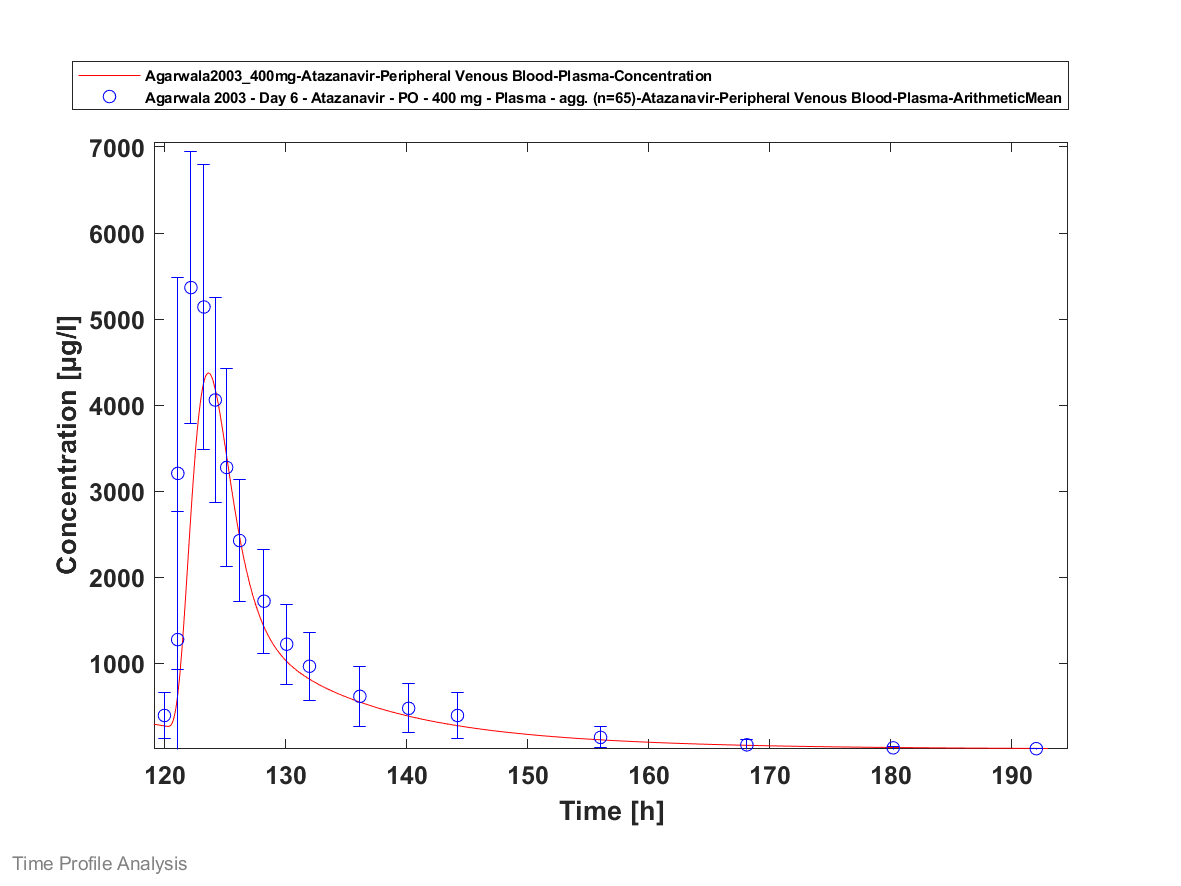 Agarwala2003_400mg-Atazanavir-Peripheral Venous Blood-Plasma-Concentration
Agarwala 2003 - Day 6 - Atazanavir - PO - 400 mg - Plasma - agg. (n=65)-Atazanavir-Peripheral Venous Blood-Plasma-ArithmeticMean
7000
6000
5000
4000
3000
2000
1000
Concentration [µg/l]
120 130 140 150 160 170 180 190
Time [h]
Time Profile Analysis